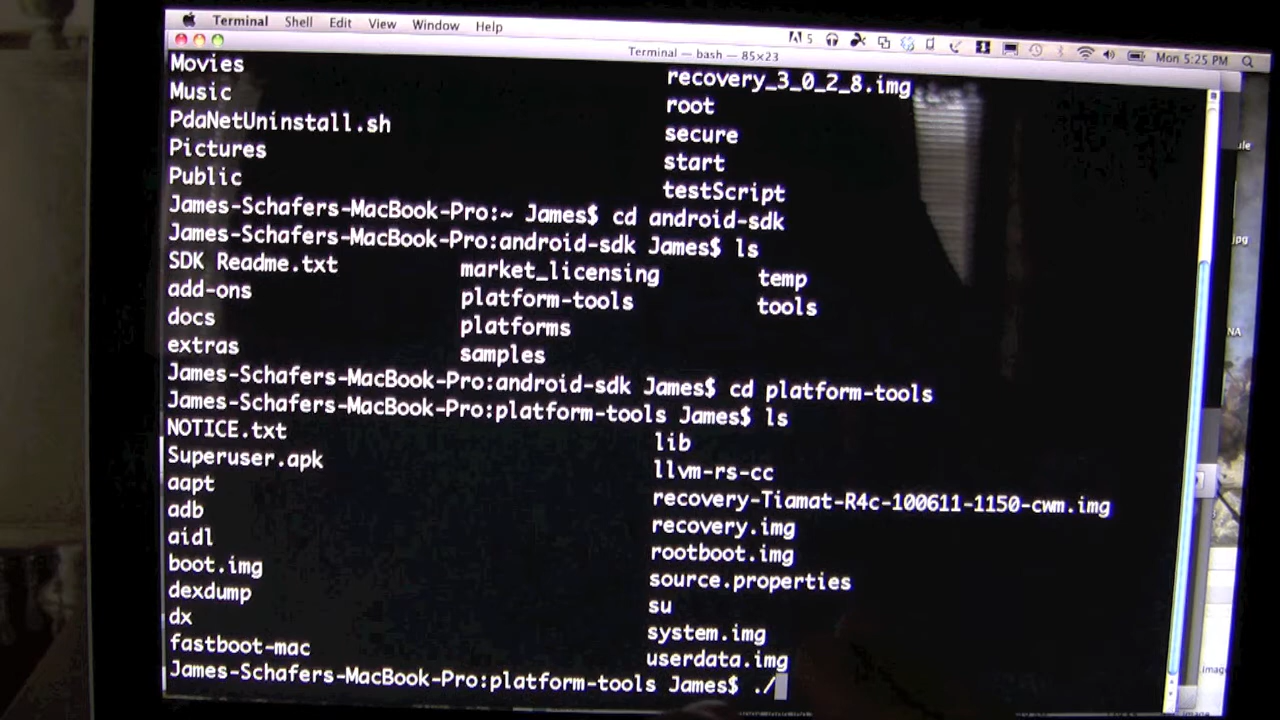 Terminal Shell Edit View Window Help 5 Mon 5:25 PM
Terminal — bash — 85×23
Movies recovery_3_0_2_8.img
Music root
PdaNetUninstall.sh secure
Pictures start
Public testScript
James-Schafers-MacBook-Pro:~ James$ cd android-sdk
James-Schafers-MacBook-Pro:android-sdk James$ ls
SDK Readme.txt market_licensing temp
add-ons platform-tools tools
docs platforms
extras samples
James-Schafers-MacBook-Pro:android-sdk James$ cd platform-tools
James-Schafers-MacBook-Pro:platform-tools James$ ls
NOTICE.txt lib
Superuser.apk llvm-rs-cc
aapt recovery-Tiamat-R4c-100611-1150-cwm.img
adb recovery.img
aidl rootboot.img
boot.img source.properties
dexdump su
dx system.img
fastboot-mac userdata.img
James-Schafers-MacBook-Pro:platform-tools James$ ./